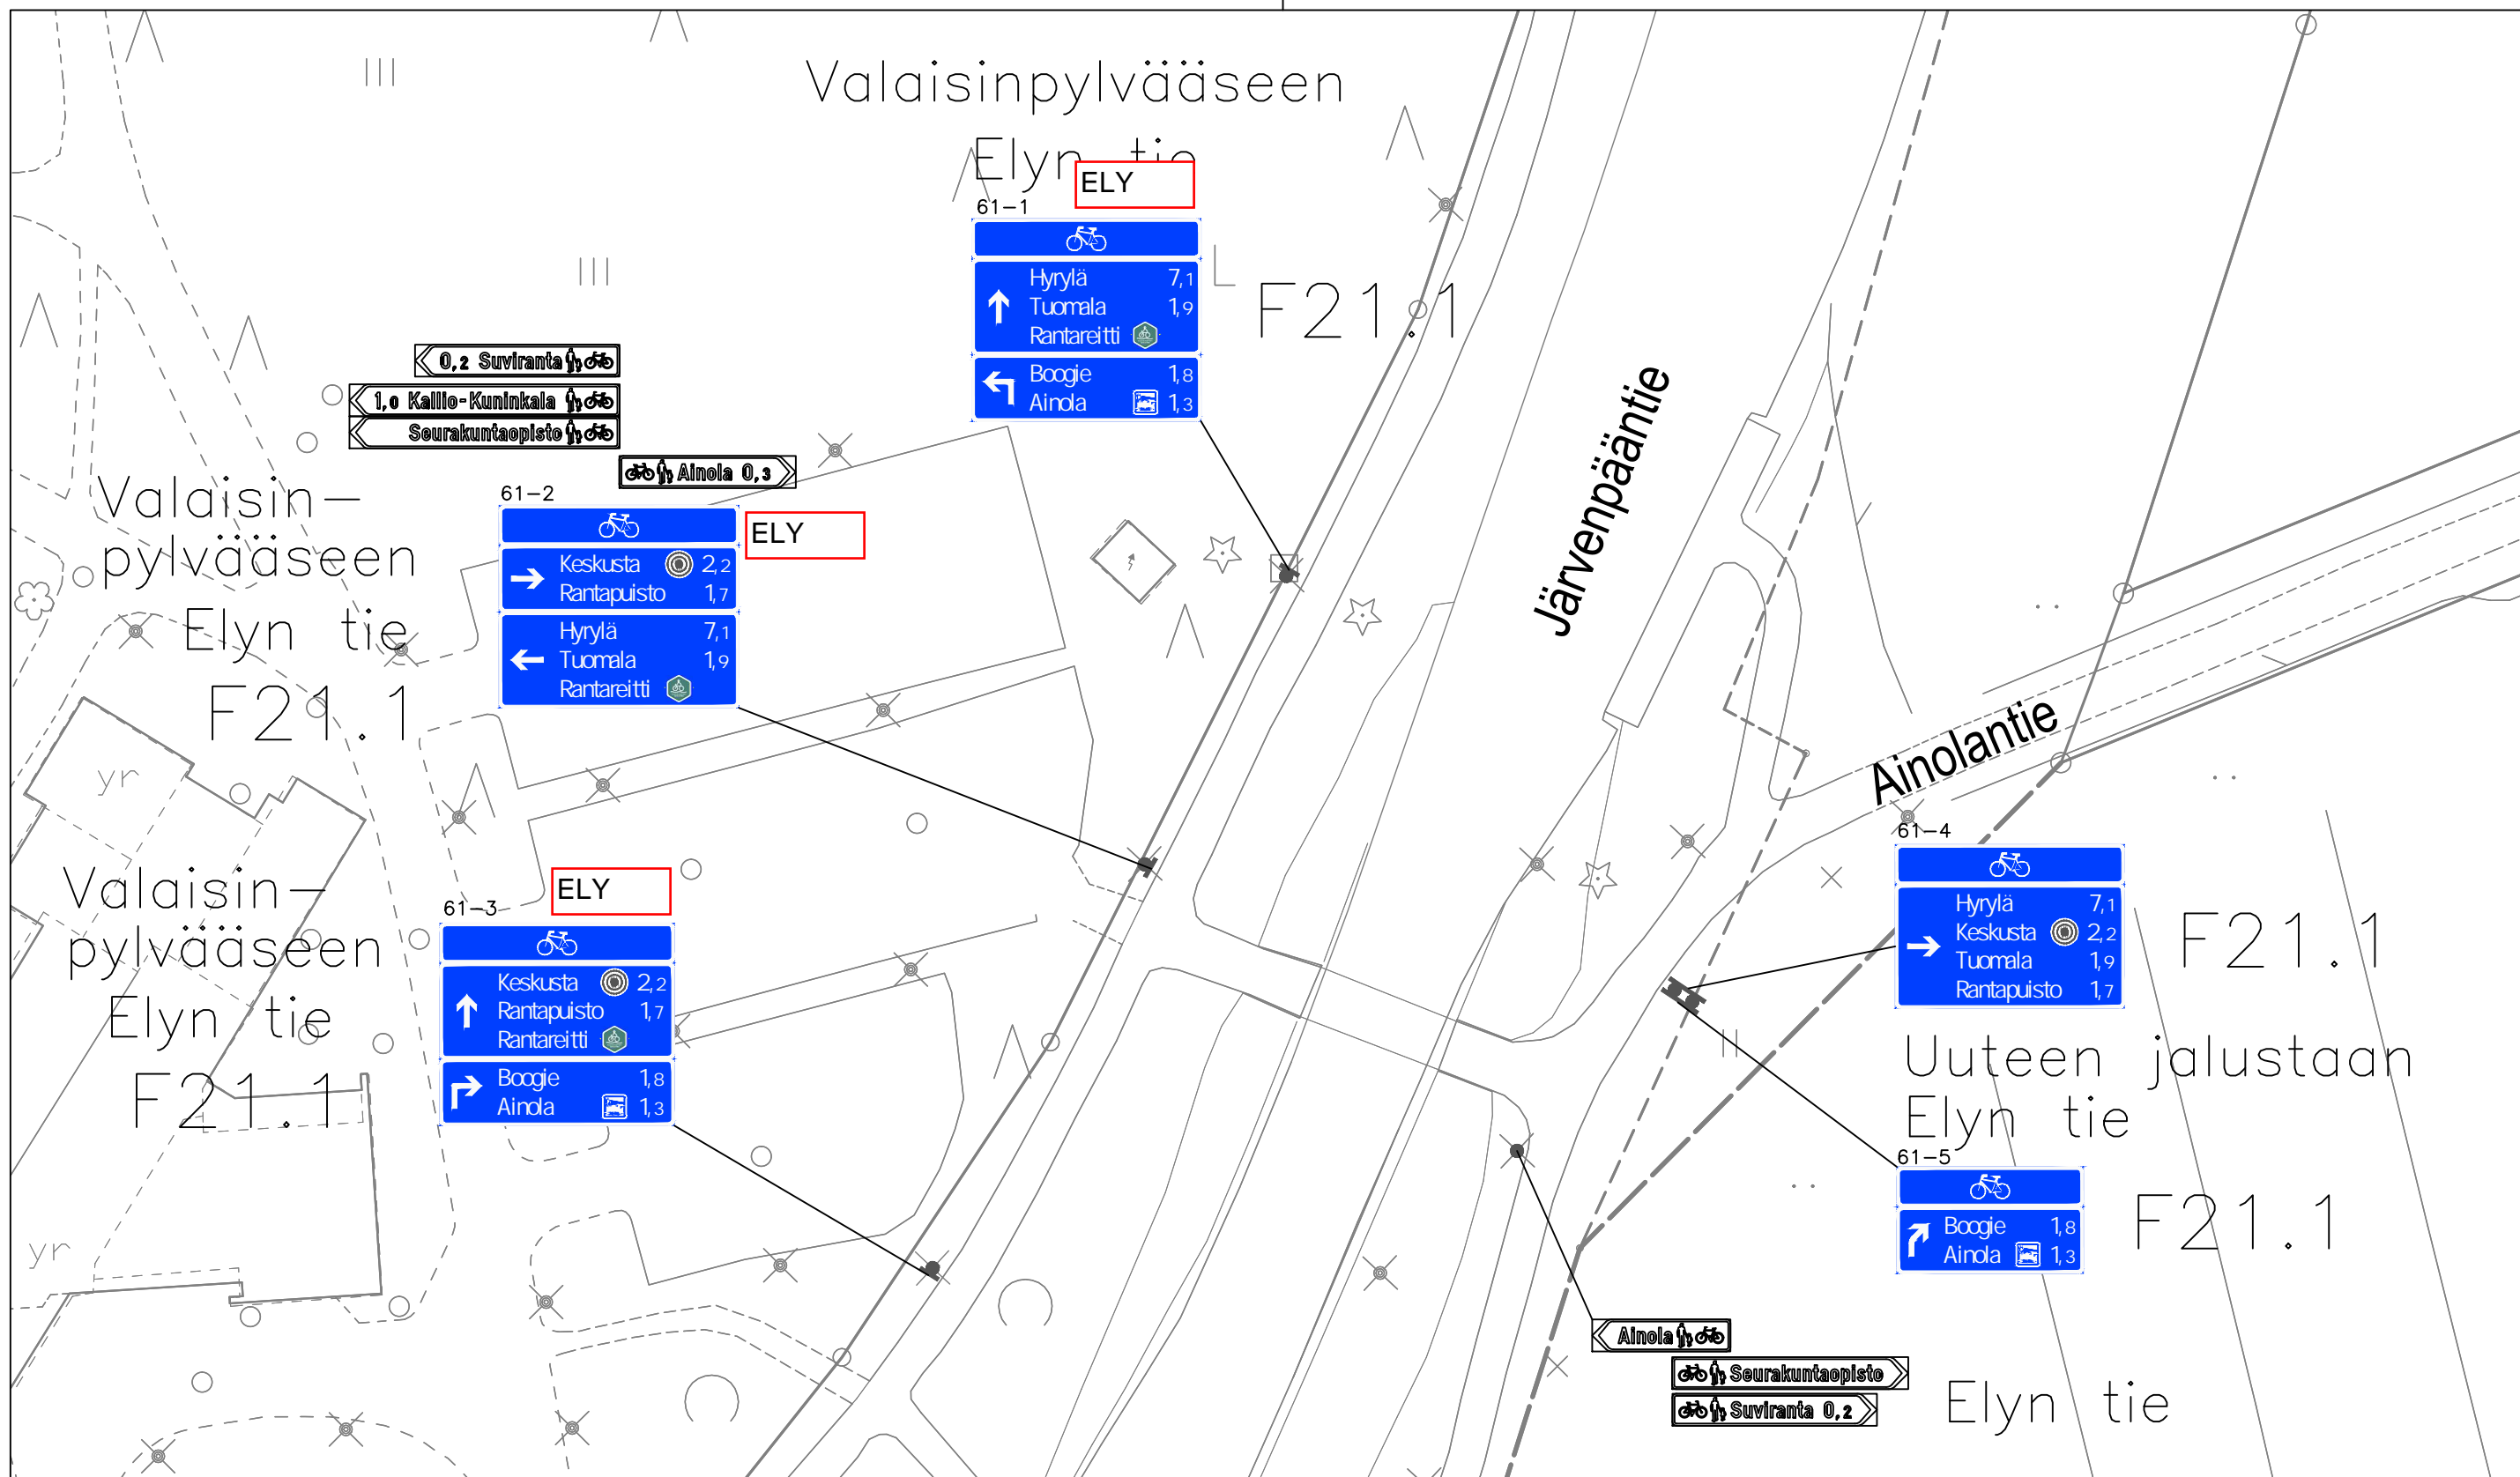 Valaisinpylvääseen
Elyn tie
ELY
61-1
Hyrylä 7,1
Tuomala 1,9
Rantareitti
Boogie 1,8
Ainola 1,3
F21.1
0,2 Suviranta
1,0 Kallio-Kuninkala
Seurakuntaopisto
Ainola 0,3
Valaisin-
pylvääseen
Elyn tie
F21.1
61-2
ELY
Keskusta 2,2
Rantapuisto 1,7
Hyrylä 7,1
Tuomala 1,9
Rantareitti
Järvenpääntie
Ainolantie
yr
Valaisin-
pylvääseen
Elyn tie
F21.1
ELY
61-3
Keskusta 2,2
Rantapuisto 1,7
Rantareitti
Boogie 1,8
Ainola 1,3
yr
61-4
Hyrylä 7,1
Keskusta 2,2
Tuomala 1,9
Rantapuisto 1,7
F21.1
Uuteen jalustaan
Elyn tie
61-5
Boogie 1,8
Ainola 1,3
F21.1
Ainola
Seurakuntaopisto
Suviranta 0,2
Elyn tie